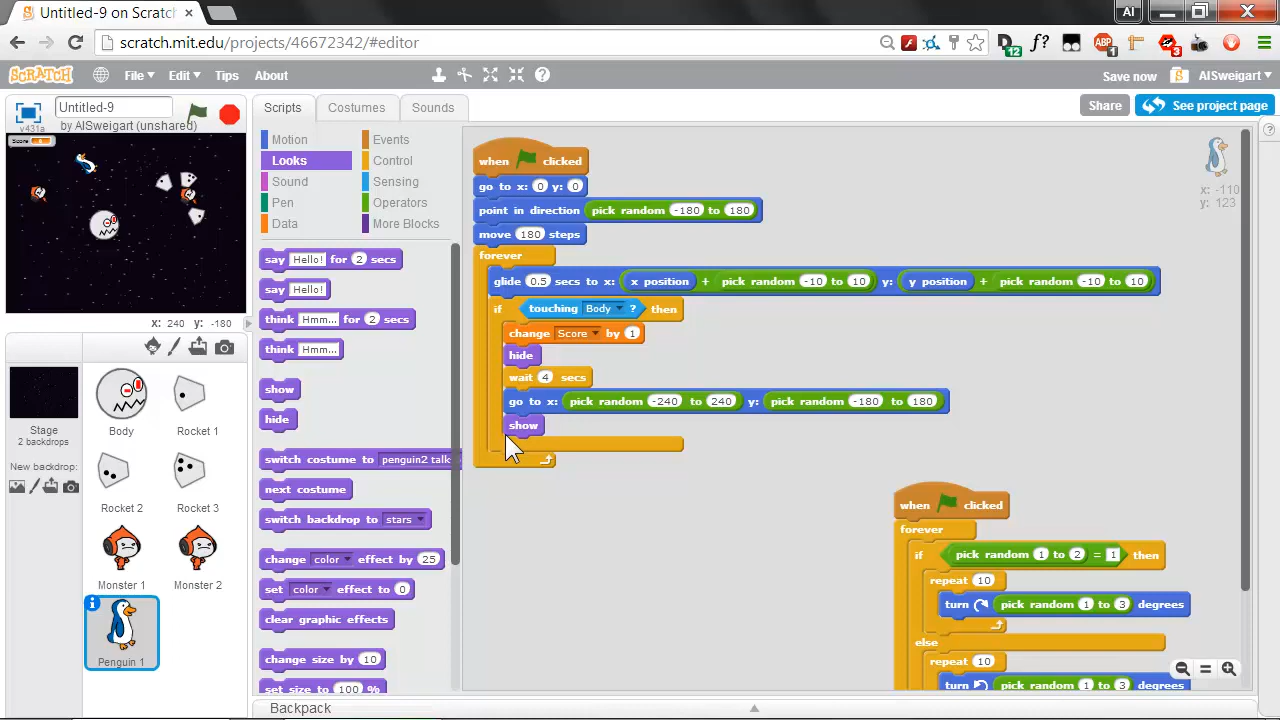 7-9 on Scratch
AI
scratch.mit.edu/projects/46672342/#editor
12
f?
ABP
1
3
SCRATCH
File
Edit
Tips
About
Save now
AISweigart
Untitled-9
by AlSweigart (unshared)
v431a
Share
See project page
Scripts
Costumes
Sounds
Score
Motion
Events
Looks
Control
Sound
Sensing
Pen
Operators
Data
More Blocks
say Hello! for 2 secs
say Hello!
think Hmm... for 2 secs
think Hmm...
show
hide
switch costume to penguin2 talk
next costume
switch backdrop to stars
change color effect by 25
set color effect to 0
clear graphic effects
change size by 10
set size to 100 %
when clicked
go to x: 0 y: 0
point in direction pick random -180 to 180
move 180 steps
forever
glide 0.5 secs to x: x position + pick random -10 to 10 y: y position + pick random -10 to 10
if touching Body ? then
change Score by 1
hide
wait 4 secs
go to x: pick random -240 to 240 y: pick random -180 to 180
show
when clicked
forever
if pick random 1 to 2 = 1 then
repeat 10
turn pick random 1 to 3 degrees
else
repeat 10
turn pick random 1 to 3 degrees
x: -110
y: 123
x: 240 y: -180
Stage
2 backdrops
New backdrop:
Body
Rocket 1
Rocket 2
Rocket 3
Monster 1
Monster 2
Penguin 1
Backpack